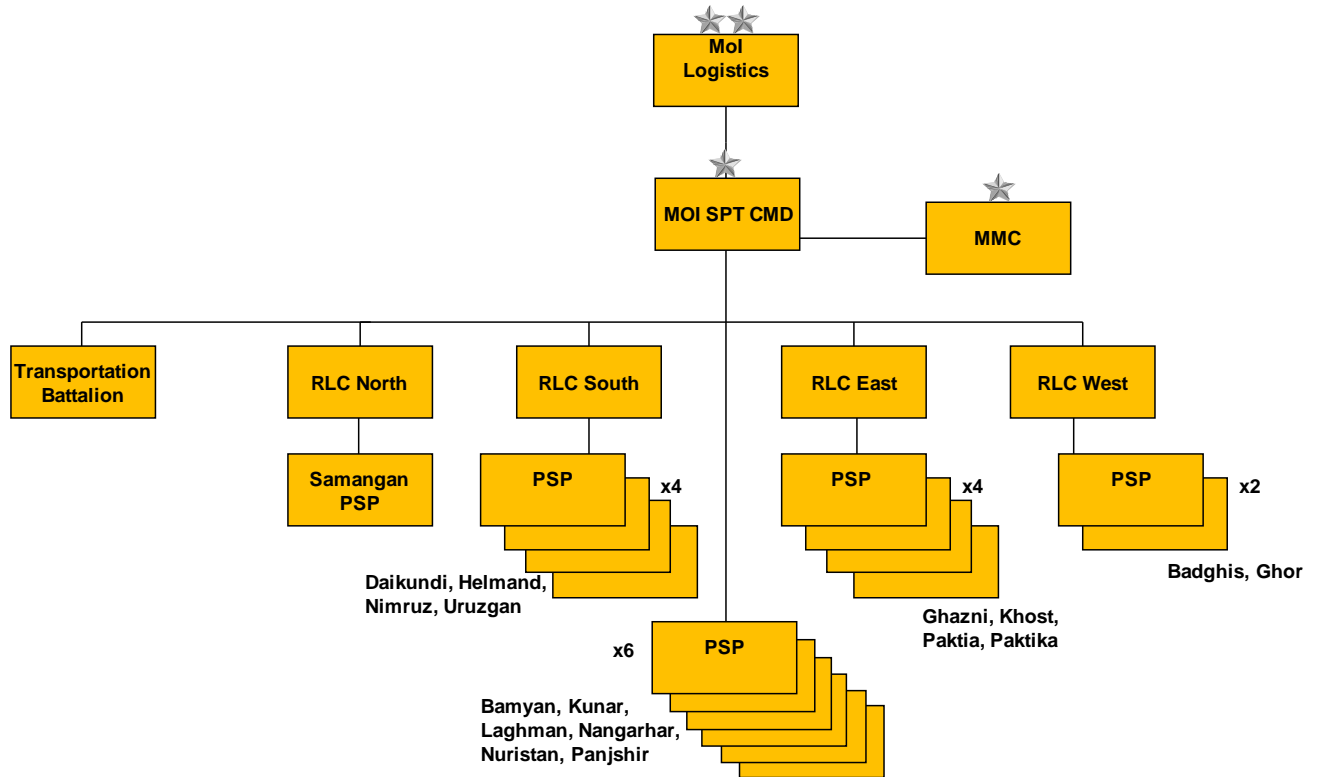 MoI
Logistics
MOI SPT CMD
MMC
Transportation
Battalion
RLC North
RLC South
RLC East
RLC West
Samangan
PSP
PSP
x4
Daikundi, Helmand,
Nimruz, Uruzgan
PSP
x4
Ghazni, Khost,
Paktia, Paktika
PSP
x2
Badghis, Ghor
x6
PSP
Bamyan, Kunar,
Laghman, Nangarhar,
Nuristan, Panjshir